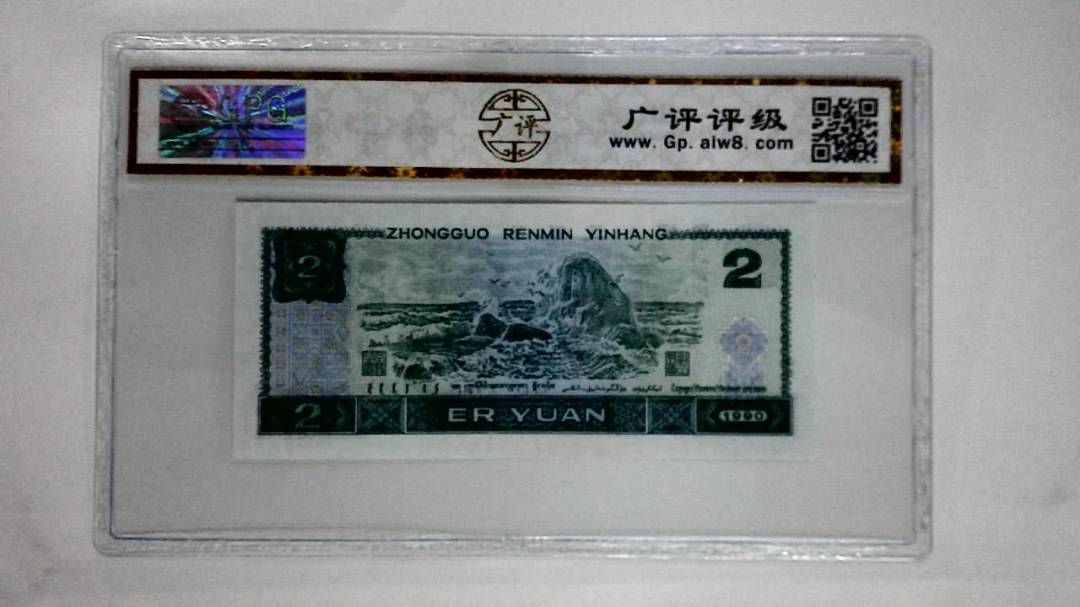 GPG
广评
广评评级
www. Gp. alw8. com
ZHONGGUO RENMIN YINHANG
2
2
2
ER YUAN
1990